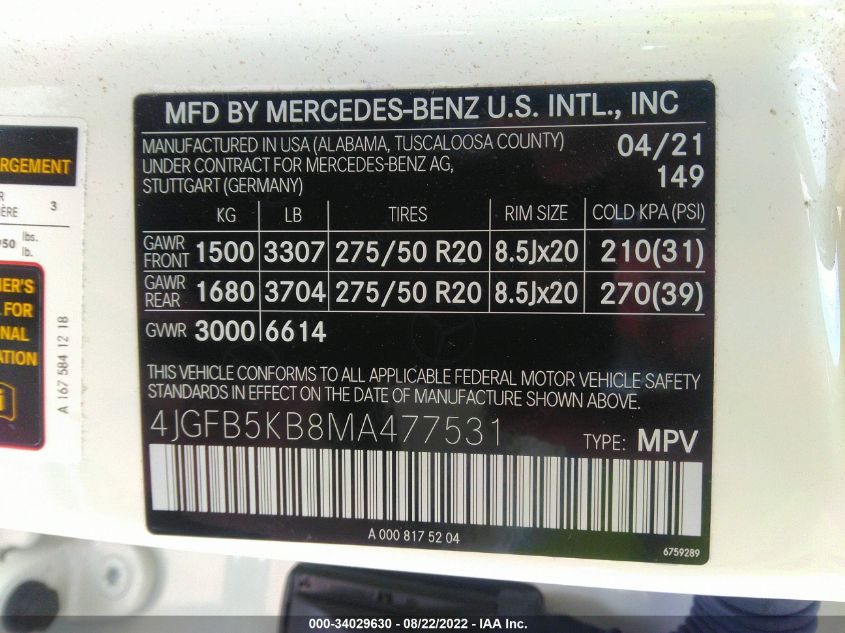 MFD BY MERCEDES-BENZ U.S. INTL., INC
MANUFACTURED IN USA (ALABAMA, TUSCALOOSA COUNTY) 04/21
UNDER CONTRACT FOR MERCEDES-BENZ AG, 149
STUTTGART (GERMANY)
KG LB TIRES RIM SIZE COLD KPA (PSI)
GAWR FRONT 1500 3307 275/50 R20 8.5Jx20 210(31)
GAWR REAR 1680 3704 275/50 R20 8.5Jx20 270(39)
GVWR 3000 6614
THIS VEHICLE CONFORMS TO ALL APPLICABLE FEDERAL MOTOR VEHICLE SAFETY
STANDARDS IN EFFECT ON THE DATE OF MANUFACTURE SHOWN ABOVE.
4JGFB5KB8MA477531 TYPE: MPV
A 000 817 52 04
6759289
3
lbs.
lb.
FOR
A 167 584 12 18
000-34029630 - 08/22/2022 - IAA Inc.